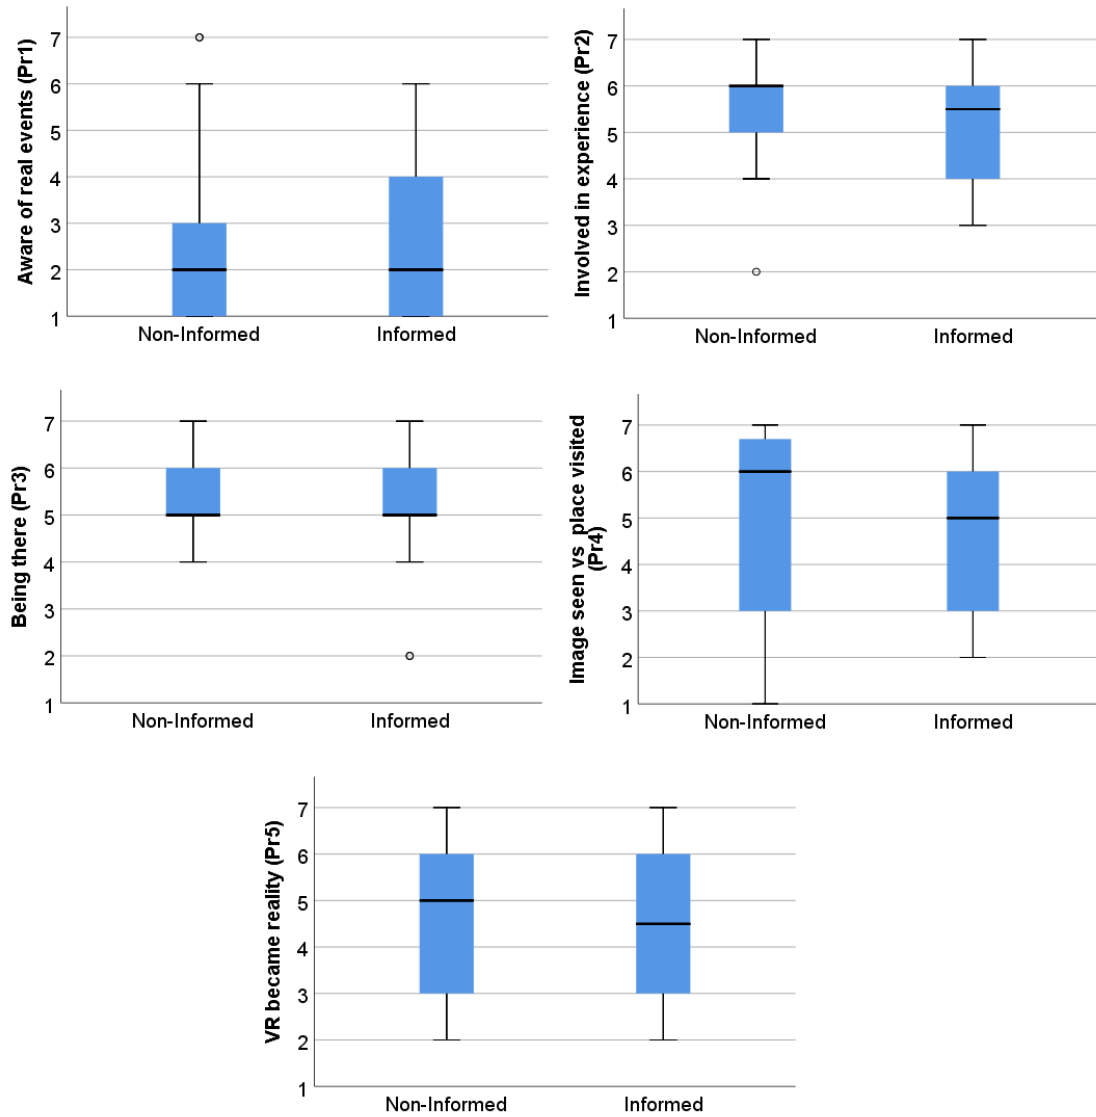 Aware of real events (Pr1)
7
6
5
4
3
2
1
Non-Informed
Informed
Involved in experience (Pr2)
7
6
5
4
3
2
1
Non-Informed
Informed
Being there (Pr3)
7
6
5
4
3
2
1
Non-Informed
Informed
Image seen vs place visited
(Pr4)
7
6
5
4
3
2
1
Non-Informed
Informed
VR became reality (Pr5)
7
6
5
4
3
2
1
Non-Informed
Informed